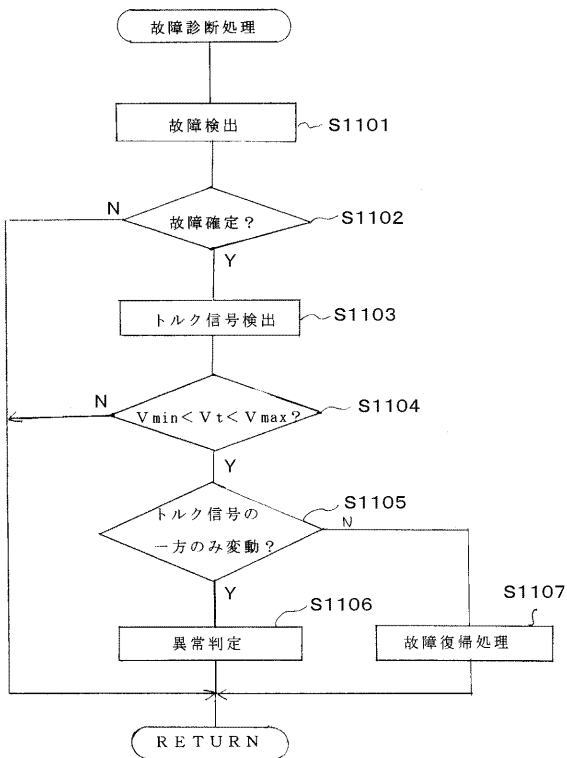 故障診断処理
故障検出
S1101
N
故障確定？
S1102
Y
トルク信号検出
S1103
N
Vmin＜Vt＜Vmax？
S1104
Y
トルク信号の
一方のみ変動？
S1105
N
Y
異常判定
S1106
故障復帰処理
S1107
RETURN